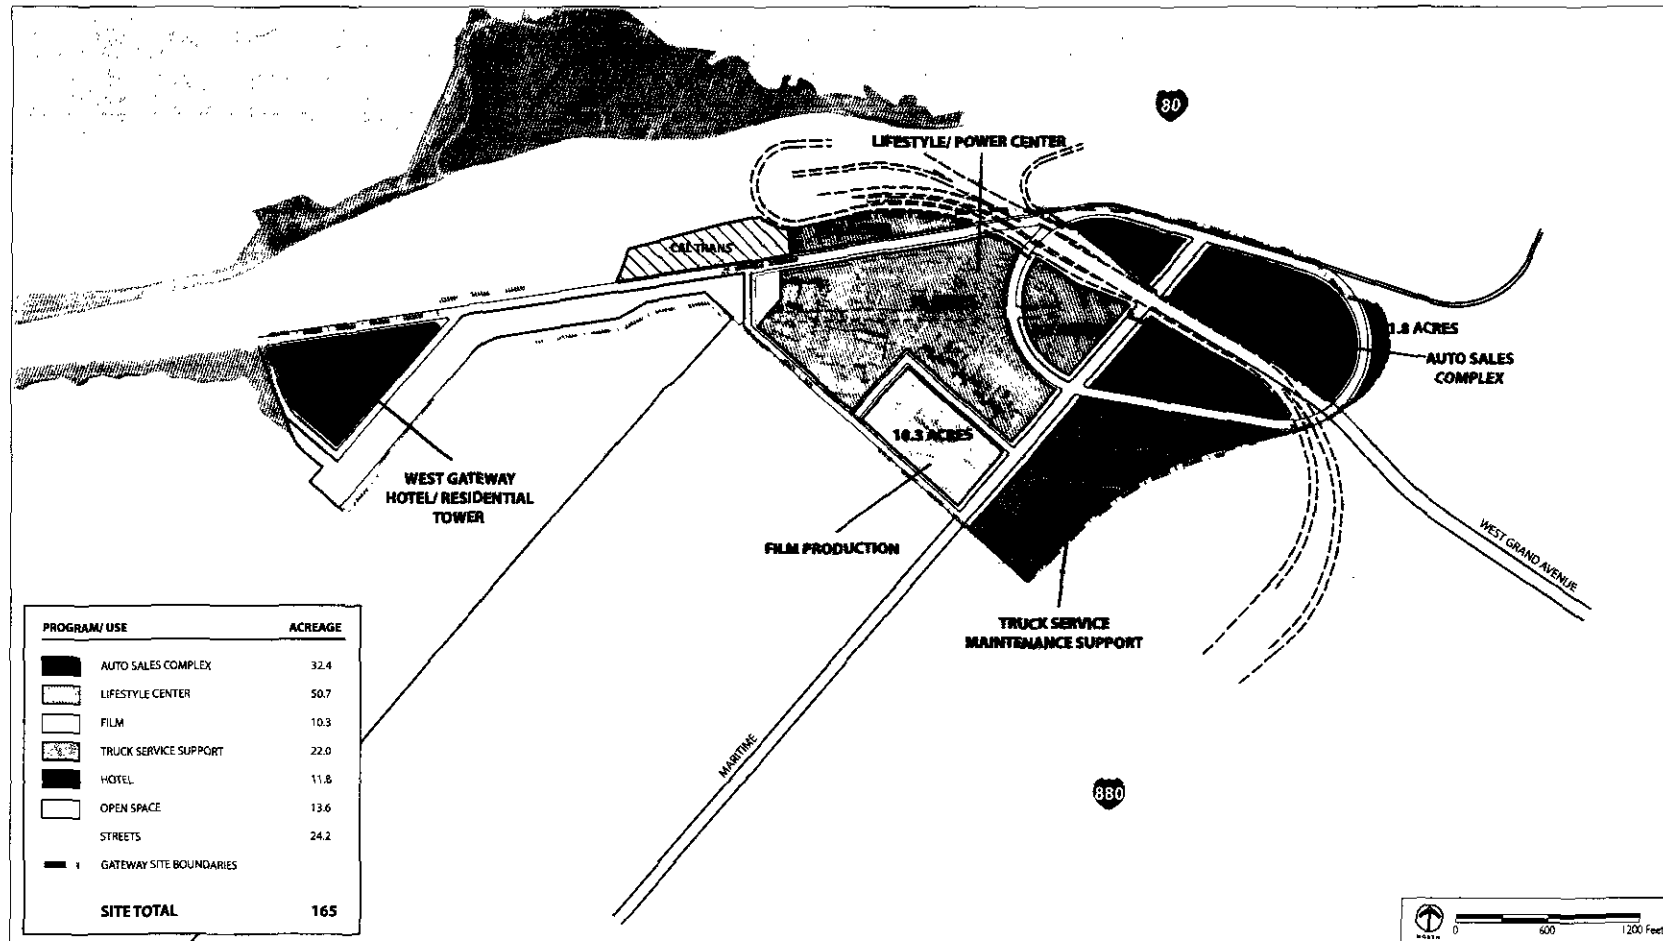 80
LIFESTYLE/ POWER CENTER
CALTRANS
1.8 ACRES
AUTO SALES
COMPLEX
10.3 ACRES
WEST GATEWAY
HOTEL/ RESIDENTIAL
TOWER
FILM PRODUCTION
WEST GRAND AVENUE
TRUCK SERVICE
MAINTENANCE SUPPORT
MARITIME
880
PROGRAM/ USE ACREAGE
AUTO SALES COMPLEX 32.4
LIFESTYLE CENTER 50.7
FILM 10.3
TRUCK SERVICE SUPPORT 22.0
HOTEL 11.8
OPEN SPACE 13.6
STREETS 24.2
GATEWAY SITE BOUNDARIES
SITE TOTAL 165
NORTH
0 600 1200 Feet